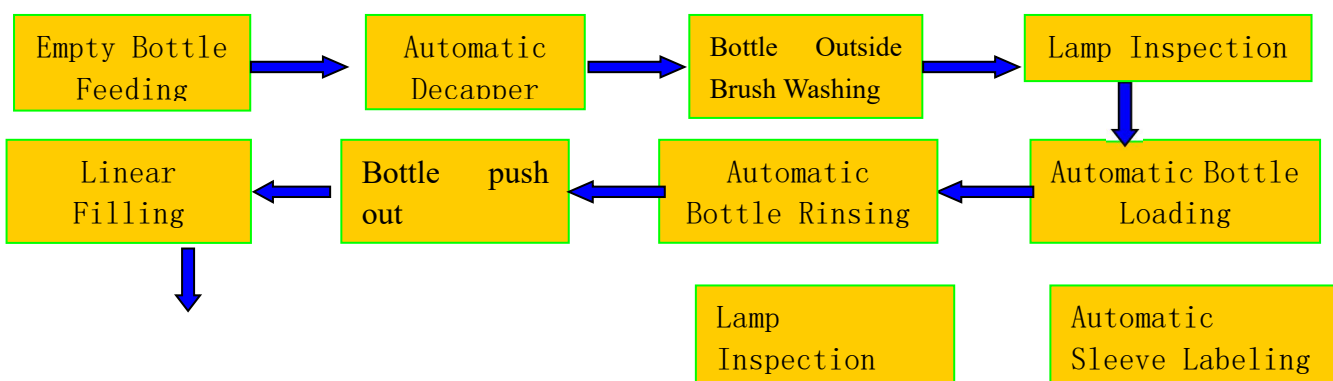 Empty Bottle
Feeding
Automatic
Decapper
Bottle Outside
Brush Washing
Lamp Inspection
Linear
Filling
Bottle push
out
Automatic
Bottle Rinsing
Automatic Bottle
Loading
Lamp
Inspection
Automatic
Sleeve Labeling